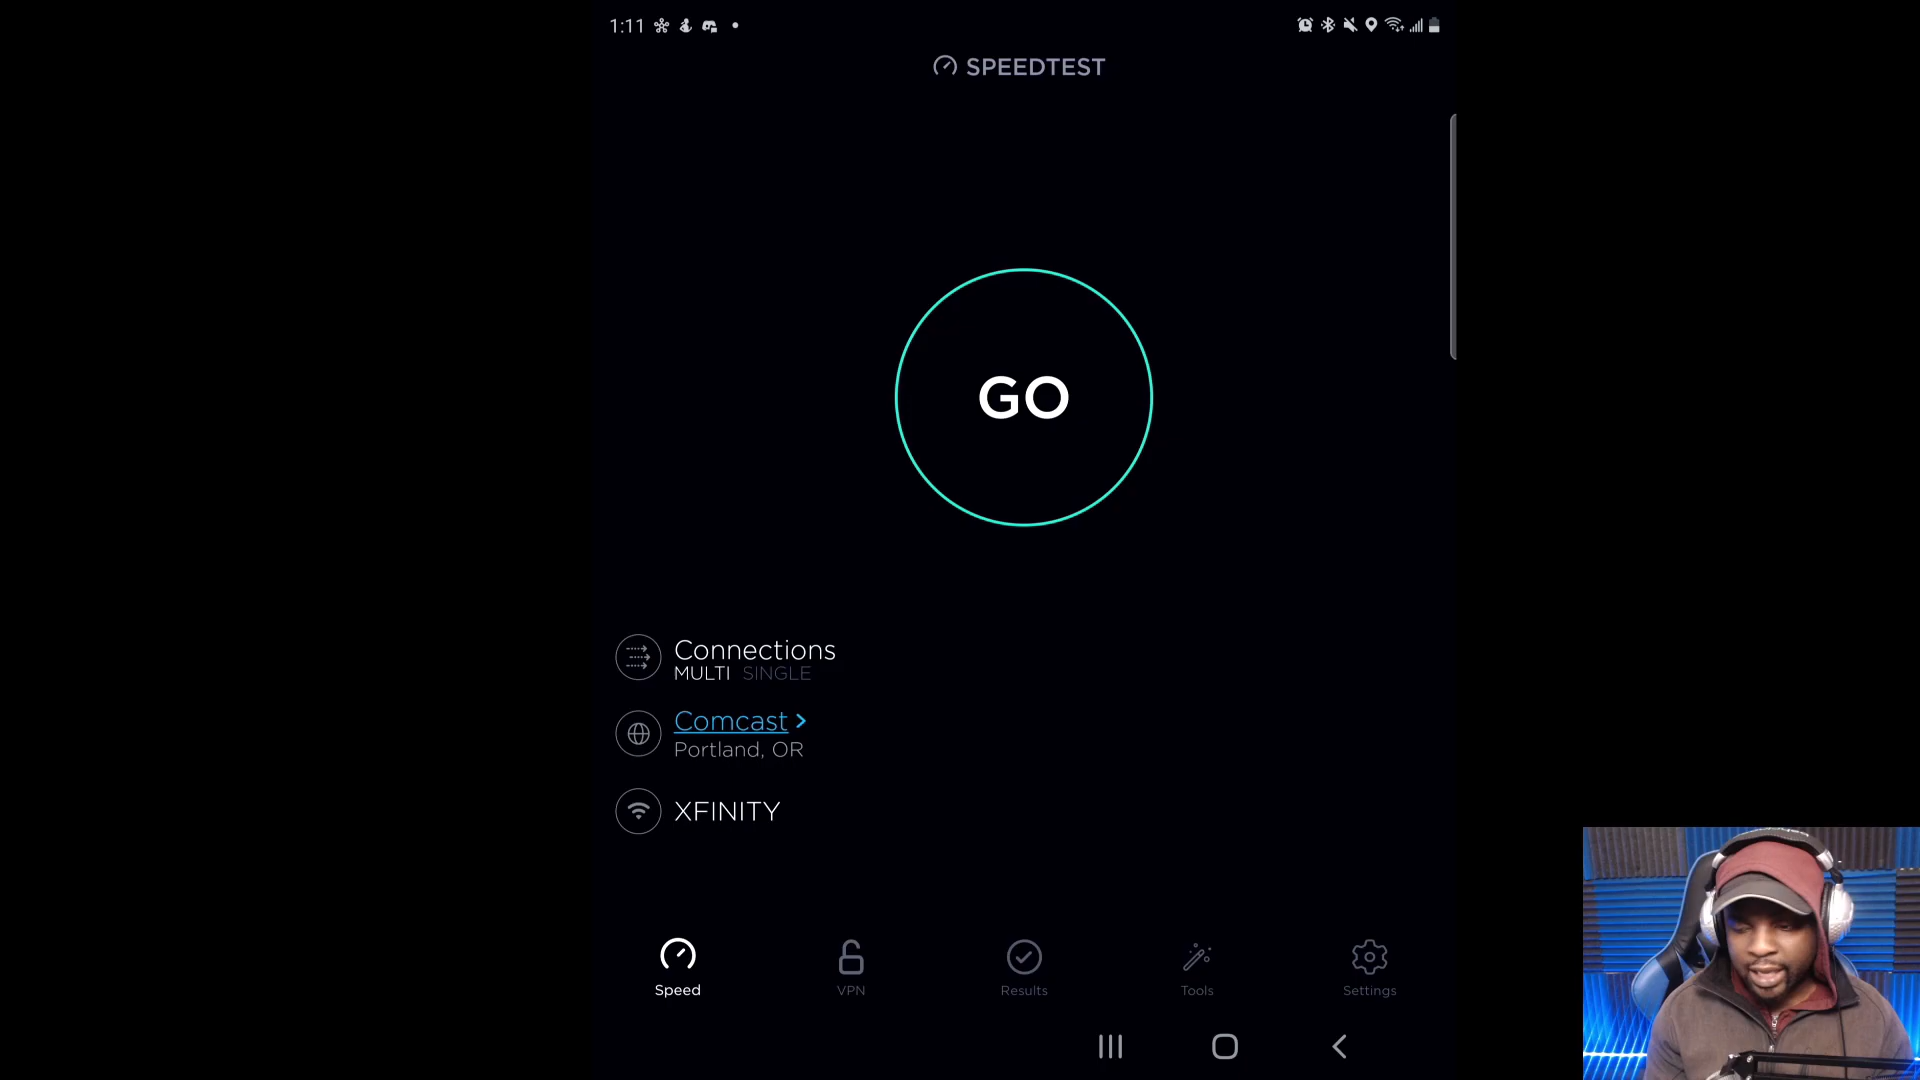 1:11
SPEEDTEST
GO
Connections
MULTI SINGLE
Comcast >
Portland, OR
XFINITY
Speed VPN Results Tools Settings